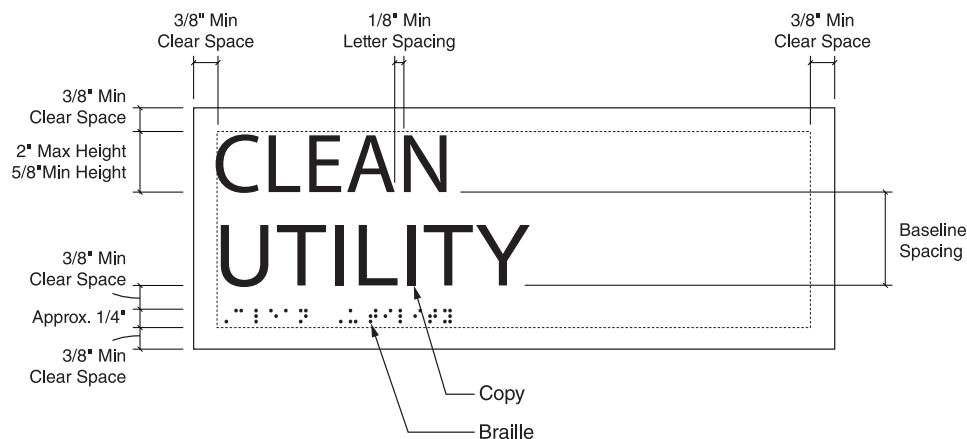 3/8" Min
Clear Space
1/8" Min
Letter Spacing
3/8" Min
Clear Space
3/8" Min
Clear Space
2" Max Height
5/8"Min Height
CLEAN
UTILITY
Baseline
Spacing
3/8" Min
Clear Space
Approx. 1/4"
3/8" Min
Clear Space
Copy
Braille